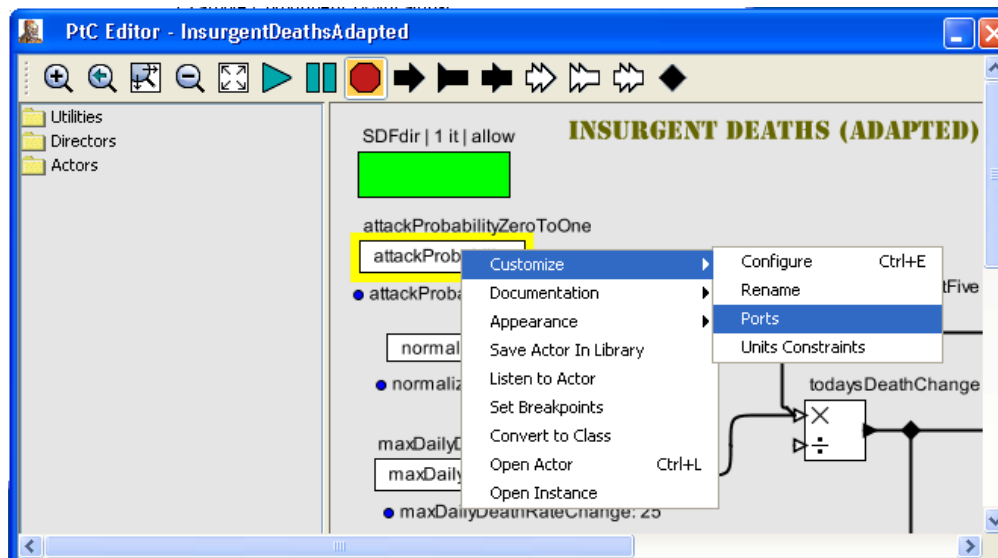 PtC Editor - InsurgentDeathsAdapted
Utilities
Directors
Actors
SDFdir | 1 it | allow
INSURGENT DEATHS (ADAPTED)
attackProbabilityZeroToOne
attackProb
attackProba
normal
normaliz
maxDailyD
maxDaily
maxDailyDeathRateChange: 25
Customize
Documentation
Appearance
Save Actor In Library
Listen to Actor
Set Breakpoints
Convert to Class
Open Actor Ctrl+L
Open Instance
Configure Ctrl+E
Rename
Ports
Units Constraints
tFive
todaysDeathChange